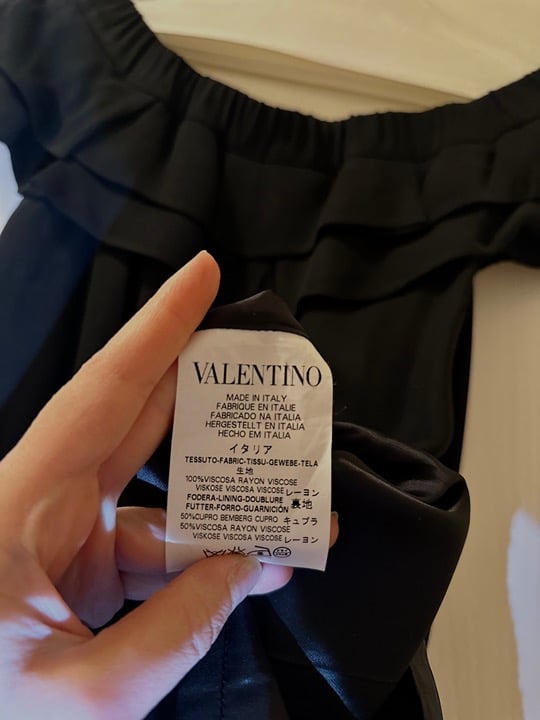 VALENTINO
MADE IN ITALY
FABRIQUE EN ITALIE
FABRICADO NA ITALIA
HERGESTELLT EN ITALIA
HECHO EM ITALIA
イタリア
TESSUTO-FABRIC-TISSU-GEWEBE-TELA
生地
100%VISCOSA RAYON VISCOSE
VISKOSE VISCOSA VISCOSE レーヨン
FODERA-LINING-DOUBLURE
FUTTER-FORRO-GUARNICIÓN 裏地
50%CUPRO BEMBERG CUPRO キュプラ
50%VISCOSA RAYON VISCOSE
VISKOSE VISCOSA VISCOSE レーヨン